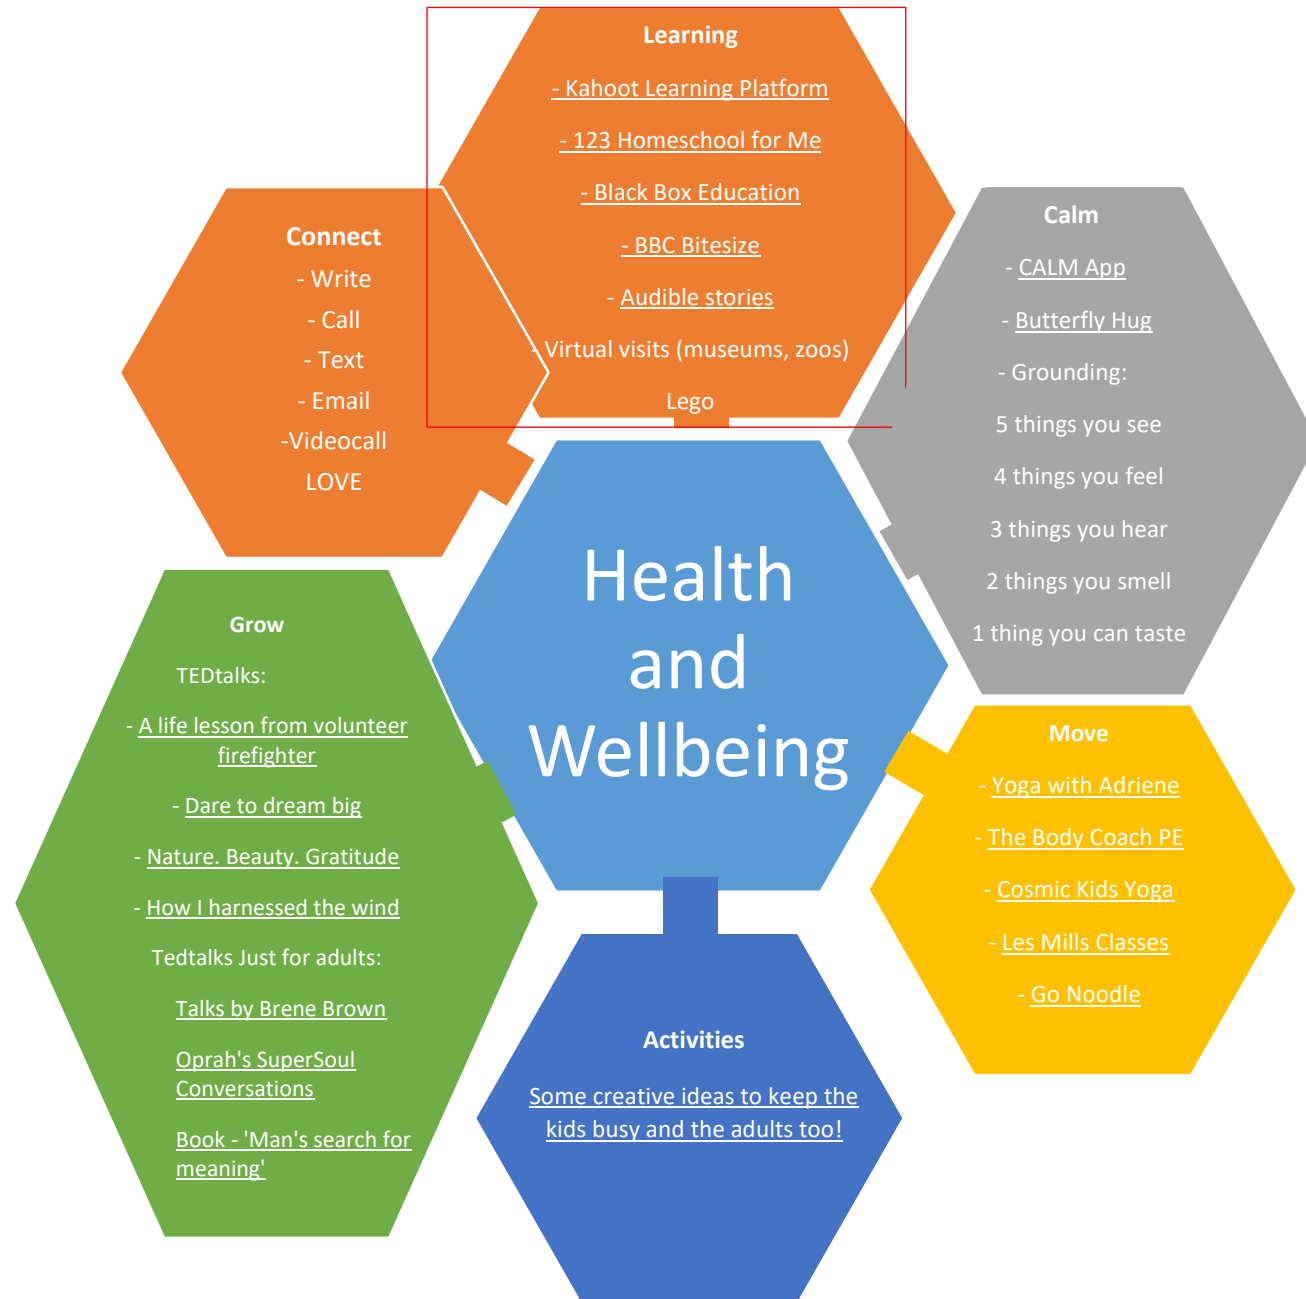 Learning
- Kahoot Learning Platform
- 123 Homeschool for Me
- Black Box Education
- BBC Bitesize
- Audible stories
- Virtual visits (museums, zoos)
Lego
Connect
- Write
- Call
- Text
- Email
-Videocall
LOVE
Calm
- CALM App
- Butterfly Hug
- Grounding:
5 things you see
4 things you feel
3 things you hear
2 things you smell
1 thing you can taste
Health
and
Wellbeing
Grow
TEDtalks:
- A life lesson from volunteer
firefighter
- Dare to dream big
- Nature. Beauty. Gratitude
- How I harnessed the wind
Tedtalks Just for adults:
Talks by Brene Brown
Oprah's SuperSoul
Conversations
Book - 'Man's search for
meaning'
Move
- Yoga with Adriene
- The Body Coach PE
- Cosmic Kids Yoga
- Les Mills Classes
- Go Noodle
Activities
Some creative ideas to keep the
kids busy and the adults too!